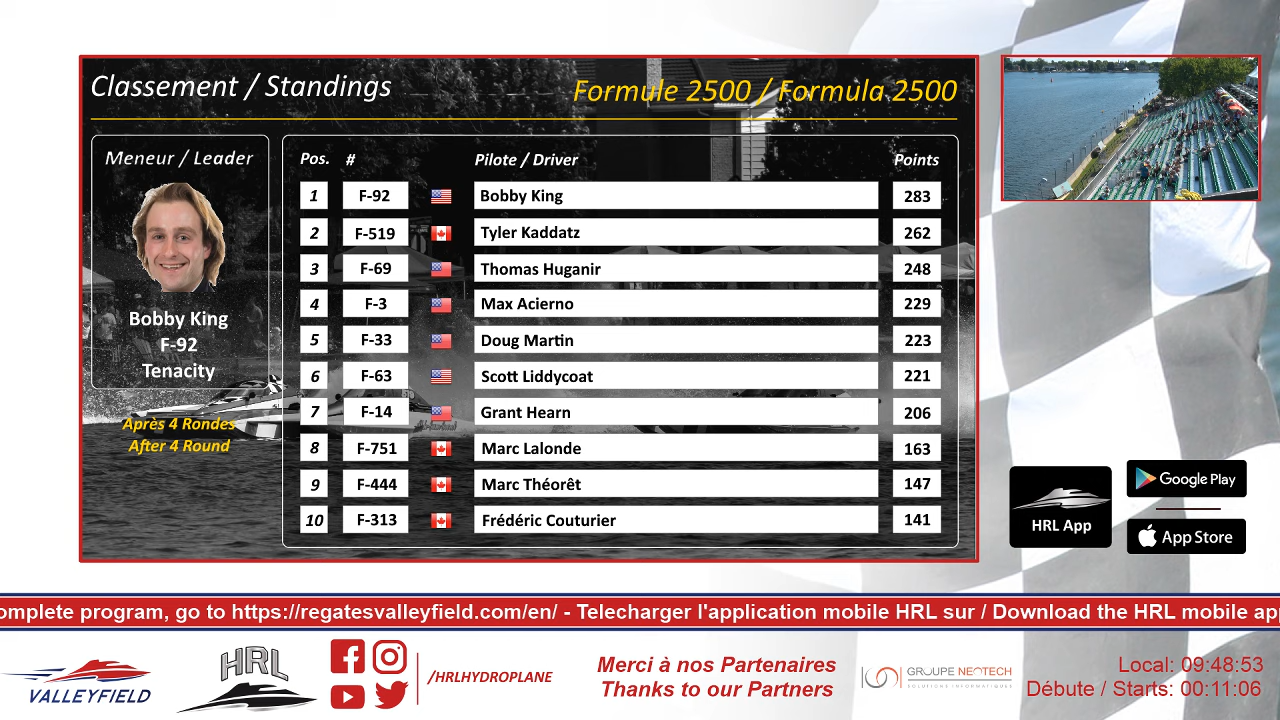 Classement / Standings
Formule 2500 / Formula 2500
Meneur / Leader
Bobby King
F-92
Tenacity
Après 4 Rondes
After 4 Round
Pos. # Pilote / Driver Points
1 F-92 Bobby King 283
2 F-519 Tyler Kaddatz 262
3 F-69 Thomas Huganir 248
4 F-3 Max Acierno 229
5 F-33 Doug Martin 223
6 F-63 Scott Liddycoat 221
7 F-14 Grant Hearn 206
8 F-751 Marc Lalonde 163
9 F-444 Marc Théorêt 147
10 F-313 Frédéric Couturier 141
HRL App
Google Play
App Store
omplete program, go to https://regatesvalleyfield.com/en/ - Telecharger l'application mobile HRL sur / Download the HRL mobile app
VALLEYFIELD
HRL
/HRLHYDROPLANE
Merci à nos Partenaires
Thanks to our Partners
GROUPE NEOTECH
SOLUTIONS INFORMATIQUES
Local: 09:48:53
Débute / Starts: 00:11:06